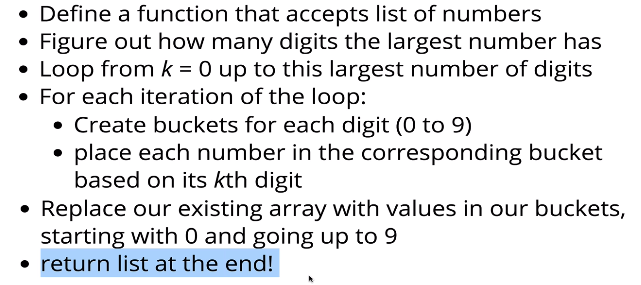 • Define a function that accepts list of numbers
• Figure out how many digits the largest number has
• Loop from k = 0 up to this largest number of digits
• For each iteration of the loop:
• Create buckets for each digit (0 to 9)
• place each number in the corresponding bucket
based on its kth digit
• Replace our existing array with values in our buckets,
starting with 0 and going up to 9
• return list at the end!